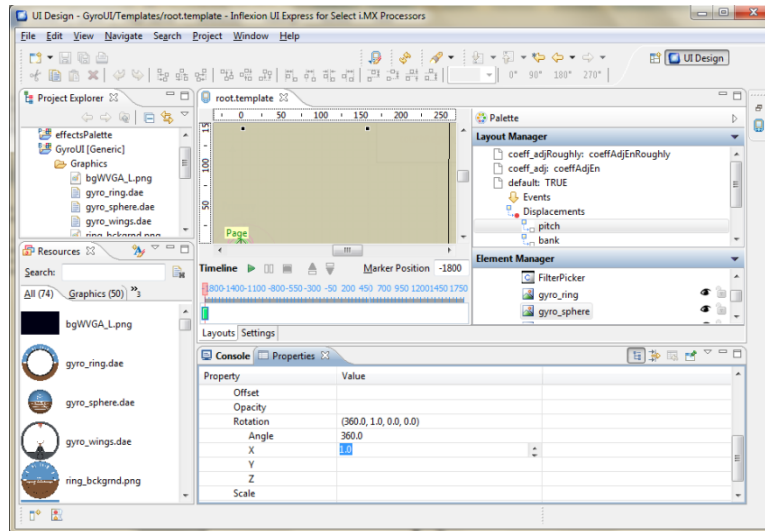 UI Design - GyroUI/Templates/root.template - Inflexion UI Express for Select i.MX Processors
File Edit View Navigate Search Project Window Help
UI Design
0° 90° 180° 270°
Project Explorer
effectsPalette
GyroUI [Generic]
Graphics
bgWVGA_L.png
gyro_ring.dae
gyro_sphere.dae
gyro_wings.dae
ring_bckgrnd.png
root.template
0 50 100 150 200 250
100
50
Page
Palette
Layout Manager
coeff_adjRoughly: coeffAdjEnRoughly
coeff_adj: coeffAdjEn
default: TRUE
Events
Displacements
pitch
bank
Element Manager
FilterPicker
gyro_ring
gyro_sphere
Resources
Search:
All (74) Graphics (50) »3
bgWVGA_L.png
gyro_ring.dae
gyro_sphere.dae
gyro_wings.dae
ring_bckgrnd.png
Timeline Marker Position -1800
1800-1400-1100 -800-550-300 -50 200 450 700 950 1200 1450 1750
Layouts Settings
Console Properties
Property Value
Offset
Opacity
Rotation (360.0, 1.0, 0.0, 0.0)
Angle 360.0
X 1.0
Y
Z
Scale